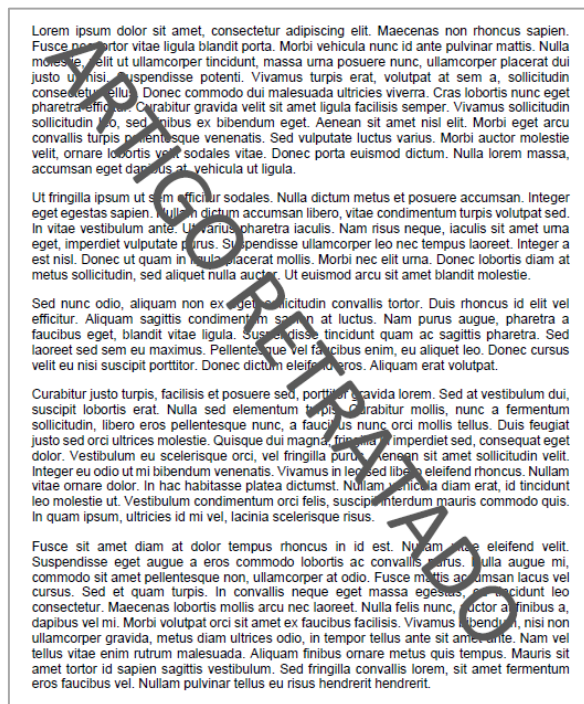 Lorem ipsum dolor sit amet, consectetur adipiscing elit. Maecenas non rhoncus sapien.
Fusce nec tortor vitae ligula blandit porta. Morbi vehicula nunc id ante pulvinar mattis. Nulla
molestie, velit ut ullamcorper tincidunt, massa urna posuere nunc, ullamcorper placerat dui
justo ut nisi. Suspendisse potenti. Vivamus turpis erat, volutpat at sem a, sollicitudin
consectetur tellus. Donec commodo dui malesuada ultricies viverra. Cras lobortis nunc eget
pharetra efficitur. Curabitur gravida velit sit amet ligula facilisis semper. Vivamus sollicitudin
sollicitudin leo, sed finibus ex bibendum eget. Aenean sit amet nisl elit. Morbi eget arcu
convallis turpis pellentesque venenatis. Sed vulputate luctus varius. Morbi auctor molestie
velit, ornare lobortis velit sodales vitae. Donec porta euismod dictum. Nulla lorem massa,
accumsan eget dapibus at, vehicula ut ligula.
Ut fringilla ipsum ut sem efficitur sodales. Nulla dictum metus et posuere accumsan. Integer
eget egestas sapien. Nullam dictum accumsan libero, vitae condimentum turpis volutpat sed.
In vitae vestibulum ante. Ut varius pharetra iaculis. Nam risus neque, iaculis sit amet urna
eget, imperdiet vulputate purus. Suspendisse ullamcorper leo nec tempus laoreet. Integer a
est nisl. Donec ut quam in ligula placerat mollis. Morbi nec elit urna. Donec lobortis diam at
metus sollicitudin, sed aliquet nulla auctor. Ut euismod arcu sit amet blandit molestie.
Sed nunc odio, aliquam non ex eget, sollicitudin convallis tortor. Duis rhoncus id elit vel
efficitur. Aliquam sagittis condimentum sapien at luctus. Nam purus augue, pharetra a
faucibus eget, blandit vitae ligula. Suspendisse tincidunt quam ac sagittis pharetra. Sed
laoreet sed sem eu maximus. Pellentesque vel faucibus enim, eu aliquet leo. Donec cursus
velit eu nisi suscipit porttitor. Donec dictum eleifend eros. Aliquam erat volutpat.
Curabitur justo turpis, facilisis et posuere sed, porttitor gravida lorem. Sed at vestibulum dui,
suscipit lobortis erat. Nulla sed elementum turpis. Curabitur mollis, nunc a fermentum
sollicitudin, libero eros pellentesque nunc, a faucibus nunc orci mollis tellus. Duis feugiat
justo sed orci ultrices molestie. Quisque dui magna, fringilla imperdiet sed, consequat eget
dolor. Vestibulum eu scelerisque orci, vel fringilla purus. Aenean sit amet sollicitudin velit.
Integer eu odio ut mi bibendum venenatis. Vivamus in leo sed libero eleifend rhoncus. Nullam
vitae ornare dolor. In hac habitasse platea dictumst. Nullam vehicula diam erat, id tincidunt
leo molestie ut. Vestibulum condimentum orci felis, suscipit interdum mauris commodo quis.
In quam ipsum, ultricies id mi vel, lacinia scelerisque risus.
Fusce sit amet diam at dolor tempus rhoncus in id est. Nullam vitae eleifend velit.
Suspendisse eget augue a eros commodo lobortis ac convallis purus. Nulla augue mi,
commodo sit amet pellentesque non, ullamcorper at odio. Fusce mattis accumsan lacus vel
cursus. Sed et quam turpis. In convallis neque eget massa egestas, tincidunt leo
consectetur. Maecenas lobortis mollis arcu nec laoreet. Nulla felis nunc, auctor a finibus a,
dapibus vel mi. Morbi volutpat orci sit amet ex faucibus facilisis. Vivamus bibendum, nisi non
ullamcorper gravida, metus diam ultrices odio, in tempor tellus ante sit amet ante. Nam vel
tellus vitae enim rutrum malesuada. Aliquam finibus ornare metus quis tempus. Mauris sit
amet tortor id sapien sagittis vestibulum. Sed fringilla convallis lorem, sit amet fermentum
eros faucibus vel. Nullam pulvinar tellus eu risus hendrerit hendrerit.
ARTIGO RETRATADO